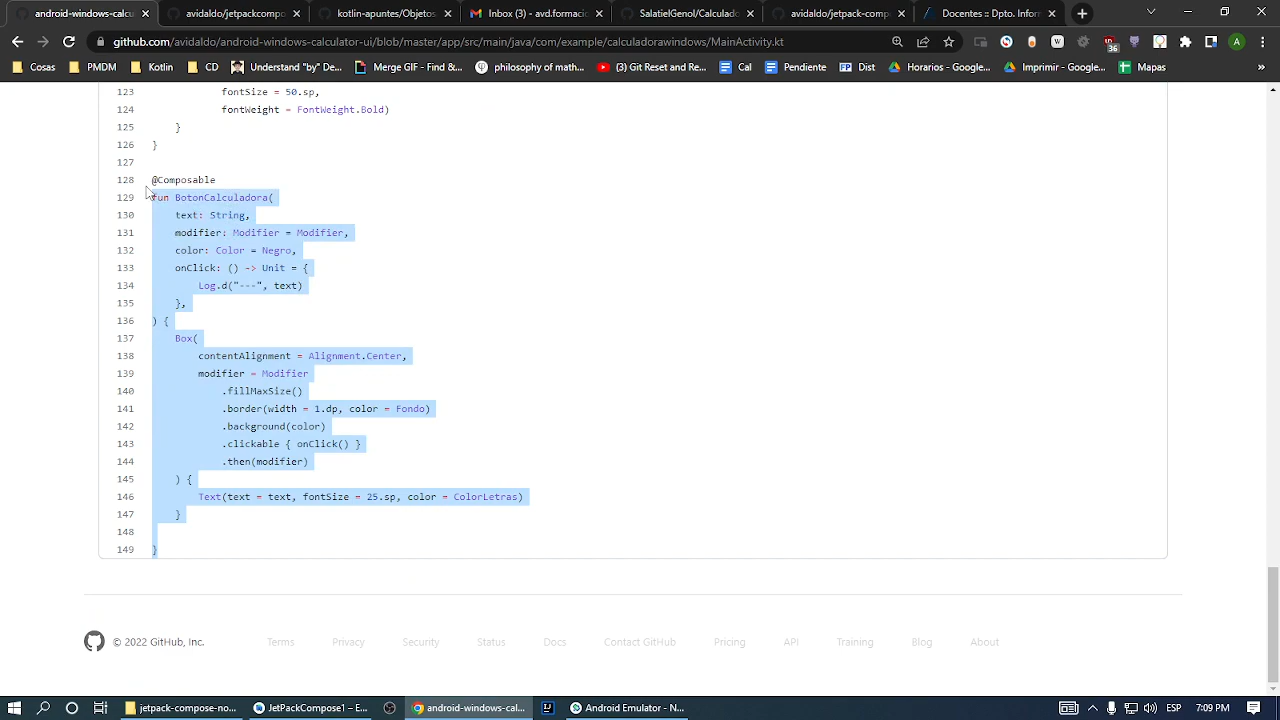 android-windows-cal
avidaldo/jetpackcompo
kotlin-apuntes/Objetos
Inbox (3) - avd.formacio
SalatielGenol/Calculado
avidaldo/jetpack-comp
Docentes :: Dpto. Inforr
github.com/avidaldo/android-windows-calculator-ui/blob/master/app/src/main/java/com/example/calculadorawindows/MainActivity.kt
36
A
Cosas
PMDM
Kotlin
CD
Understand "by" De...
Merge GIF - Find &...
philosophy of math...
(3) Git Reset and Re...
Cal
Pendiente
FP Dist
Horarios - Google...
Imprimir - Google...
Mapas
»
123 fontSize = 50.sp,
124 fontWeight = FontWeight.Bold)
125 }
126 }
127
128 @Composable
129 fun BotonCalculadora(
130 text: String,
131 modifier: Modifier = Modifier,
132 color: Color = Negro,
133 onClick: () -> Unit = {
134 Log.d("---", text)
135 },
136 ) {
137 Box(
138 contentAlignment = Alignment.Center,
139 modifier = Modifier
140 .fillMaxSize()
141 .border(width = 1.dp, color = Fondo)
142 .background(color)
143 .clickable { onClick() }
144 .then(modifier)
145 ) {
146 Text(text = text, fontSize = 25.sp, color = ColorLetras)
147 }
148
149 }
© 2022 GitHub, Inc.
Terms
Privacy
Security
Status
Docs
Contact GitHub
Pricing
API
Training
Blog
About
jetpack-compose-no...
JetPackCompose1 – E...
android-windows-cal...
Android Emulator - N...
ESP
7:09 PM